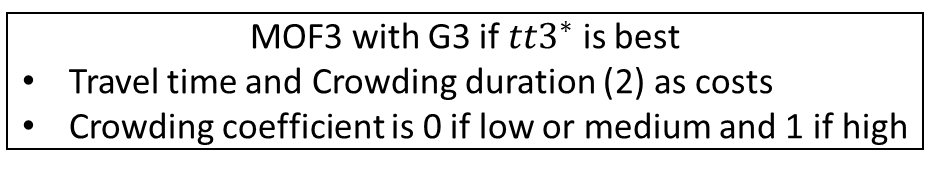 MOF3 with G3 if tt3* is best
• Travel time and Crowding duration (2) as costs
• Crowding coefficient is 0 if low or medium and 1 if high